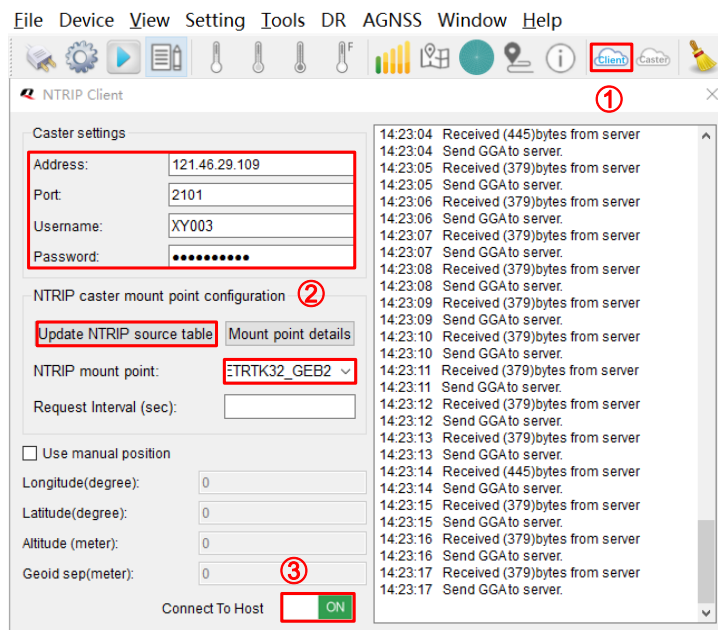 File Device View Setting Tools DR AGNSS Window Help
F
Client
Caster
①
NTRIP Client
Caster settings
Address: 121.46.29.109
Port: 2101
Username: XY003
Password: ●●●●●●●●●●
NTRIP caster mount point configuration ②
Update NTRIP source table Mount point details
NTRIP mount point: ETRTK32_GEB2
Request Interval (sec):
Use manual position
Longitude(degree): 0
Latitude(degree): 0
Altitude (meter): 0
Geoid sep(meter): 0
③
Connect To Host ON
14:23:04 Received (445)bytes from server
14:23:04 Send GGAto server.
14:23:05 Received (379)bytes from server
14:23:05 Send GGAto server.
14:23:06 Received (379)bytes from server
14:23:06 Send GGAto server.
14:23:07 Received (379)bytes from server
14:23:07 Send GGAto server.
14:23:08 Received (379)bytes from server
14:23:08 Send GGAto server.
14:23:09 Received (379)bytes from server
14:23:09 Send GGAto server.
14:23:10 Received (379)bytes from server
14:23:10 Send GGAto server.
14:23:11 Received (379)bytes from server
14:23:11 Send GGAto server.
14:23:12 Received (379)bytes from server
14:23:12 Send GGAto server.
14:23:13 Received (379)bytes from server
14:23:13 Send GGAto server.
14:23:14 Received (445)bytes from server
14:23:14 Send GGAto server.
14:23:15 Received (379)bytes from server
14:23:15 Send GGAto server.
14:23:16 Received (379)bytes from server
14:23:16 Send GGAto server.
14:23:17 Received (379)bytes from server
14:23:17 Send GGAto server.